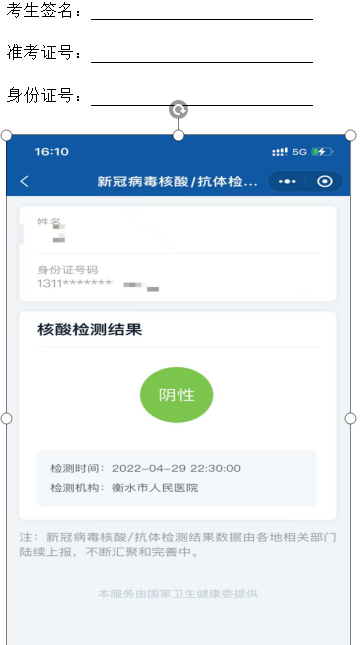 考生签名：
准考证号：
身份证号：
16:10
5G
新冠病毒核酸/抗体检...
姓名
身份证号码
1311*******
核酸检测结果
阴性
检测时间：2022-04-29 22:30:00
检测机构：衡水市人民医院
注：新冠病毒核酸/抗体检测结果数据由各地相关部门
陆续上报，不断汇聚和完善中。
本服务由国家卫生健康委提供